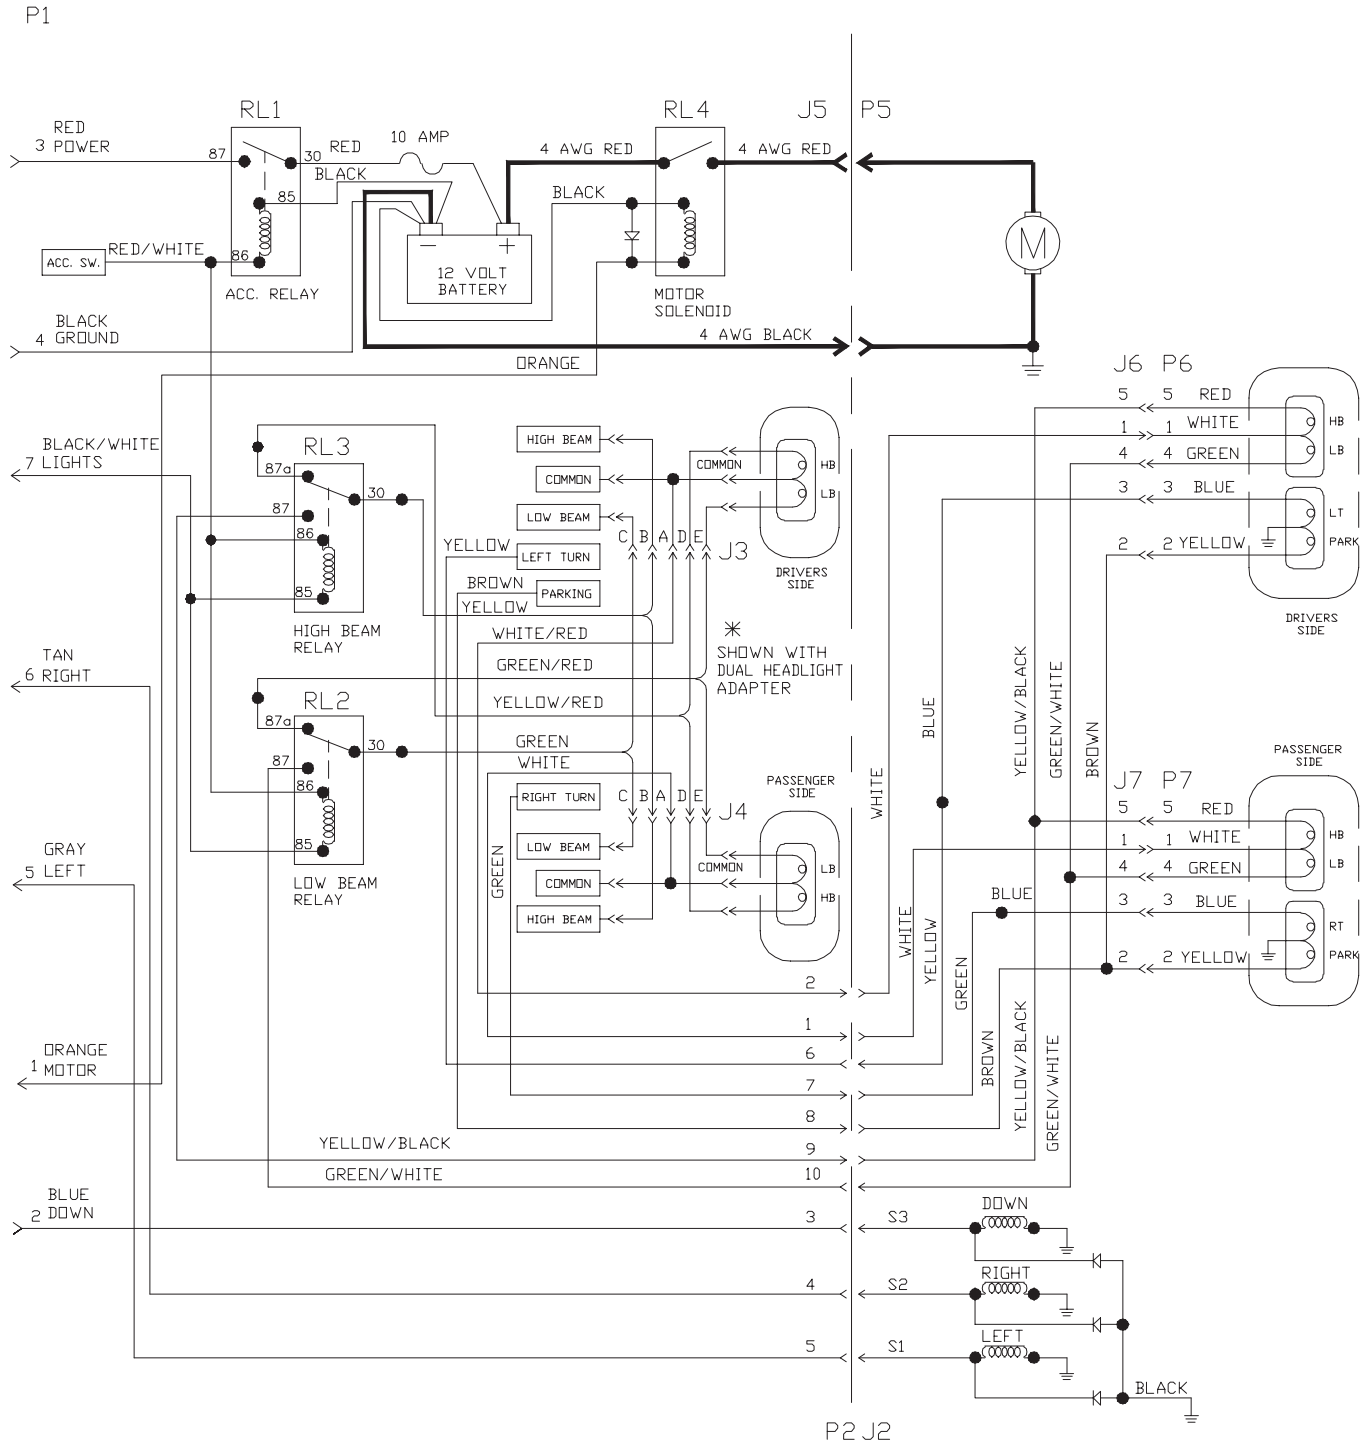 P1
RL1
RL4
J5 P5
RED
3 POWER
87
30
RED
10 AMP
BLACK
85
4 AWG RED
4 AWG RED
BLACK
ACC. SW.
RED/WHITE
86
ACC. RELAY
− +
12 VOLT
BATTERY
MOTOR
SOLENOID
M
BLACK
4 GROUND
4 AWG BLACK
ORANGE
J6 P6
5 5 RED
1 1 WHITE
4 4 GREEN
3 3 BLUE
2 2 YELLOW
HB
LB
LT
PARK
DRIVERS
SIDE
BLACK/WHITE
7 LIGHTS
RL3
87a
30
87
86
85
HIGH BEAM
RELAY
HIGH BEAM
COMMON
LOW BEAM
YELLOW
LEFT TURN
BROWN
PARKING
YELLOW
C B A D E
J3
COMMON
HB
LB
DRIVERS
SIDE
WHITE/RED
GREEN/RED
YELLOW/RED
GREEN
WHITE
SHOWN WITH
DUAL HEADLIGHT
ADAPTER
TAN
6 RIGHT
RL2
87a
30
87
86
85
LOW BEAM
RELAY
RIGHT TURN
LOW BEAM
COMMON
HIGH BEAM
GREEN
C B A D E
J4
PASSENGER
SIDE
COMMON
LB
HB
WHITE
BLUE
YELLOW/BLACK
GREEN/WHITE
BROWN
PASSENGER
SIDE
J7 P7
5 5 RED
1 1 WHITE
4 4 GREEN
3 3 BLUE
2 2 YELLOW
HB
LB
RT
PARK
BLUE
WHITE
YELLOW
GREEN
BROWN
YELLOW/BLACK
GREEN/WHITE
GRAY
5 LEFT
ORANGE
1 MOTOR
2
1
6
7
8
YELLOW/BLACK
9
GREEN/WHITE
10
BLUE
2 DOWN
3 S3
DOWN
4 S2
RIGHT
5 S1
LEFT
BLACK
P2 J2